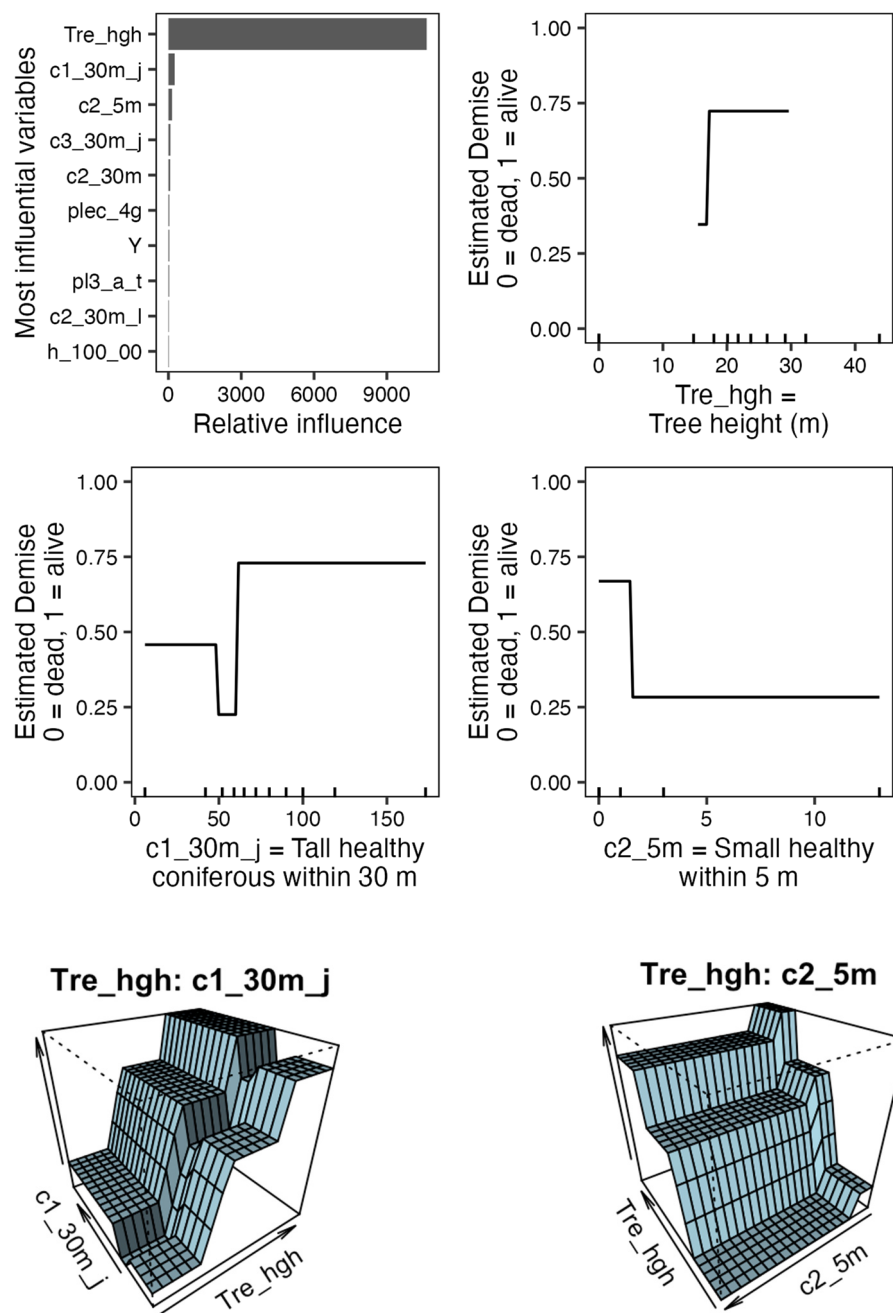 Most influential variables
Tre_hgh
c1_30m_j
c2_5m
c3_30m_j
c2_30m
plec_4g
Y
pl3_a_t
c2_30m_l
h_100_00
0 3000 6000 9000
Relative influence
Estimated Demise
0 = dead, 1 = alive
1.00
0.75
0.50
0.25
0.00
0 10 20 30 40
Tre_hgh =
Tree height (m)
Estimated Demise
0 = dead, 1 = alive
1.00
0.75
0.50
0.25
0.00
0 50 100 150
c1_30m_j = Tall healthy
coniferous within 30 m
Estimated Demise
0 = dead, 1 = alive
1.00
0.75
0.50
0.25
0.00
0 5 10
c2_5m = Small healthy
within 5 m
Tre_hgh: c1_30m_j
c1_30m_j
Tre_hgh
Tre_hgh: c2_5m
Tre_hgh
c2_5m